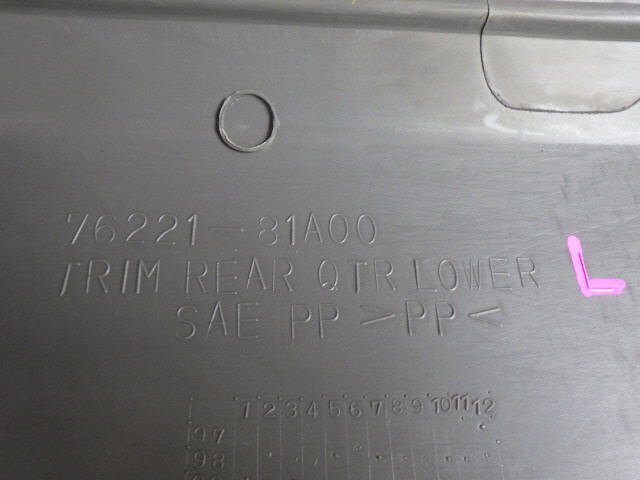 76221-81A00
TRIM REAR QTR LOWER
SAE PP >PP<
L
1 2 3 4 5 6 7 8 9 10 11 12
97
98